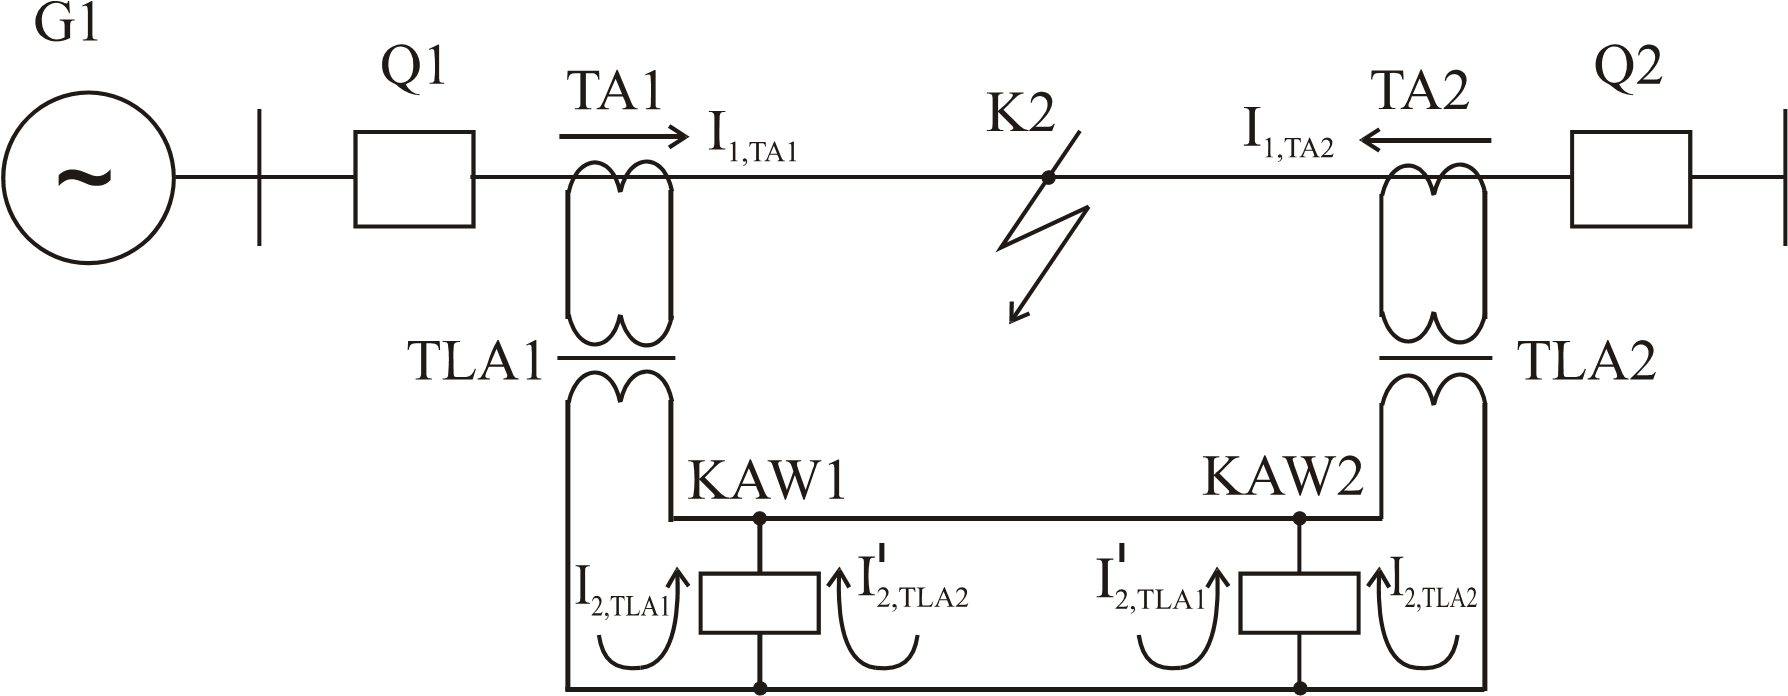 G1
Q1
TA1
I1,TA1
K2
I1,TA2
TA2
Q2
~
TLA1
TLA2
KAW1
KAW2
I2,TLA1
I'2,TLA2
I'2,TLA1
I2,TLA2